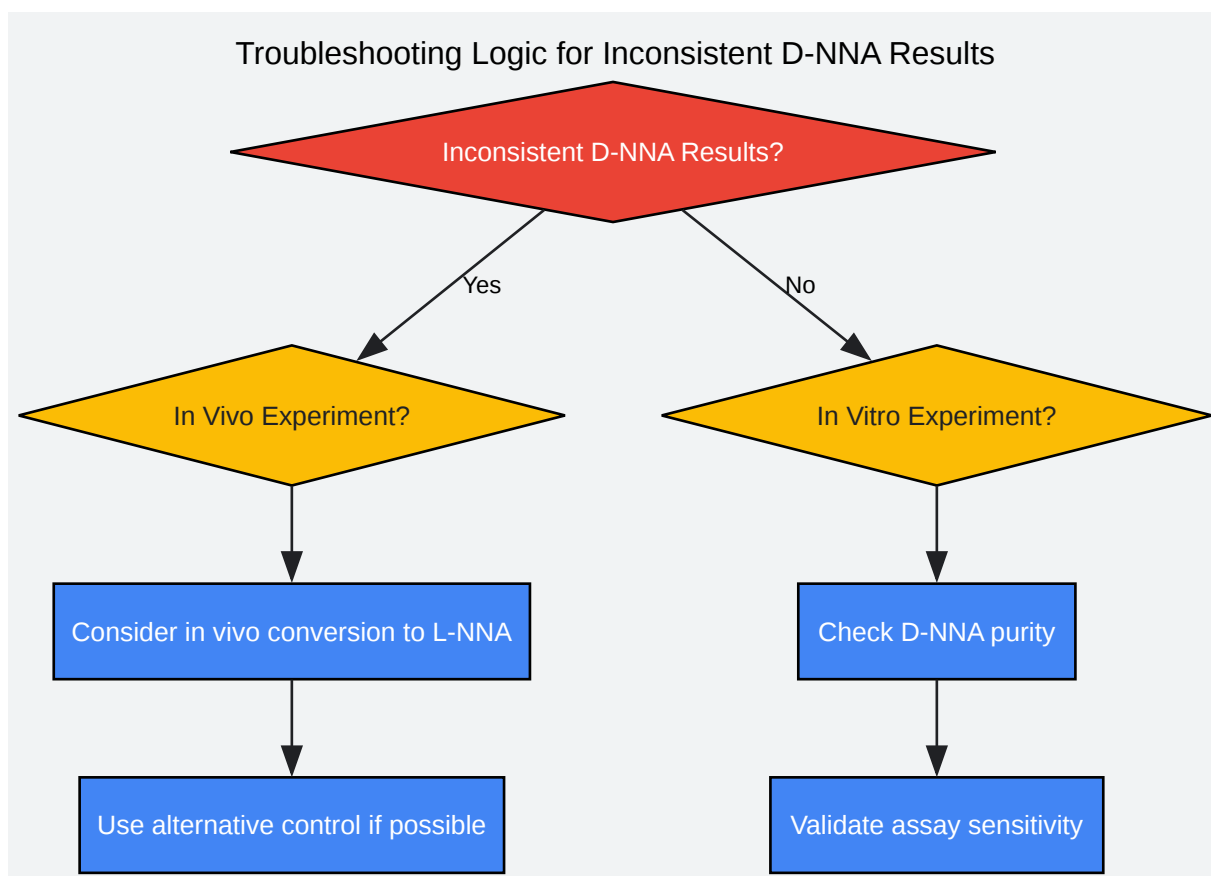 Troubleshooting Logic for Inconsistent D-NNA Results
Inconsistent D-NNA Results?
Yes
No
In Vivo Experiment?
In Vitro Experiment?
Consider in vivo conversion to L-NNA
Check D-NNA purity
Use alternative control if possible
Validate assay sensitivity